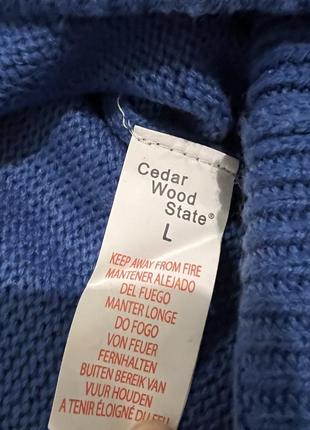 Cedar
Wood
State®
L
KEEP AWAY FROM FIRE
MANTENER ALEJADO
DEL FUEGO
MANTER LONGE
DO FOGO
VON FEUER
FERNHALTEN
BUITEN BEREIK VAN
VUUR HOUDEN
A TENIR ÉLOIGNÉ DU FEU